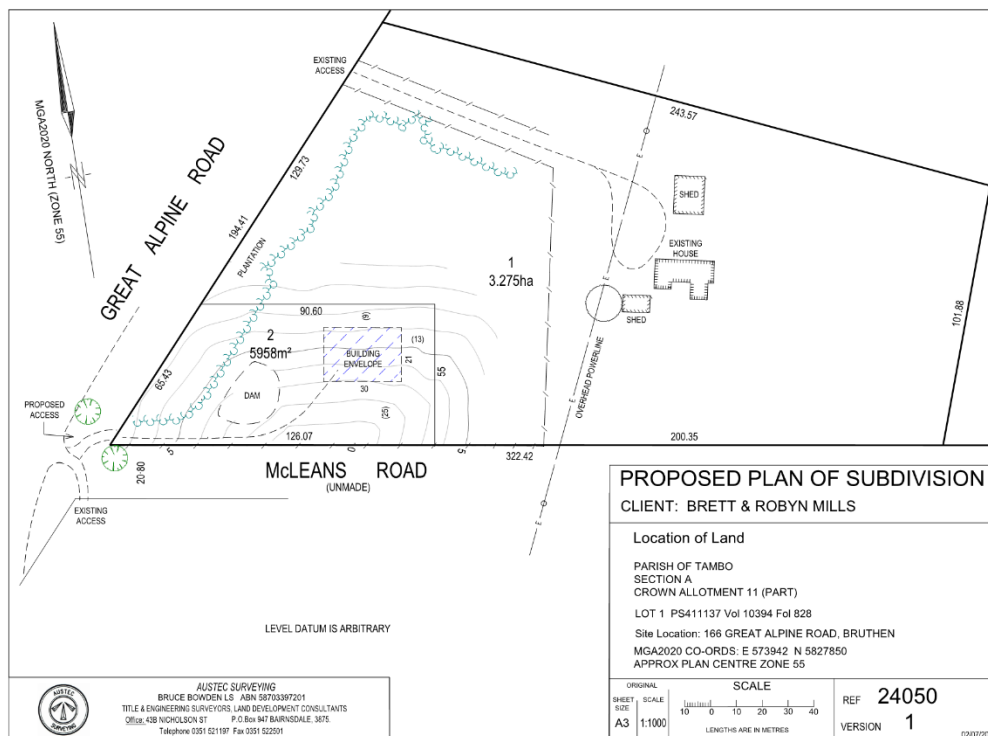 EXISTING
ACCESS
MGA2020 NORTH (ZONE 55)
GREAT ALPINE ROAD
129.73
194.41
PLANTATION
243.57
E
SHED
EXISTING
HOUSE
SHED
1
3.275ha
101.88
OVERHEAD POWERLINE
90.60
(9)
2
5958m²
(13)
BUILDING
ENVELOPE
21
55
30
DAM
(25)
65.43
PROPOSED
ACCESS
126.07
200.35
322.42
5
0
5
20.80
McLEANS ROAD
(UNMADE)
EXISTING
ACCESS
E
E
E
LEVEL DATUM IS ARBITRARY
PROPOSED PLAN OF SUBDIVISION
CLIENT: BRETT & ROBYN MILLS
Location of Land
PARISH OF TAMBO
SECTION A
CROWN ALLOTMENT 11 (PART)
LOT 1 PS411137 Vol 10394 Fol 828
Site Location: 166 GREAT ALPINE ROAD, BRUTHEN
MGA2020 CO-ORDS: E 573942 N 5827850
APPROX PLAN CENTRE ZONE 55
AUSTEC
SURVEYING
AUSTEC SURVEYING
BRUCE BOWDEN LS ABN 58703397201
TITLE & ENGINEERING SURVEYORS, LAND DEVELOPMENT CONSULTANTS
Office: 43B NICHOLSON ST P.O.Box 947 BAIRNSDALE, 3875.
Telephone 0351 521197 Fax 0351 522501
ORIGINAL
SHEET SIZE
SCALE
A3
1:1000
SCALE
10 0 10 20 30 40
LENGTHS ARE IN METRES
REF 24050
VERSION 1